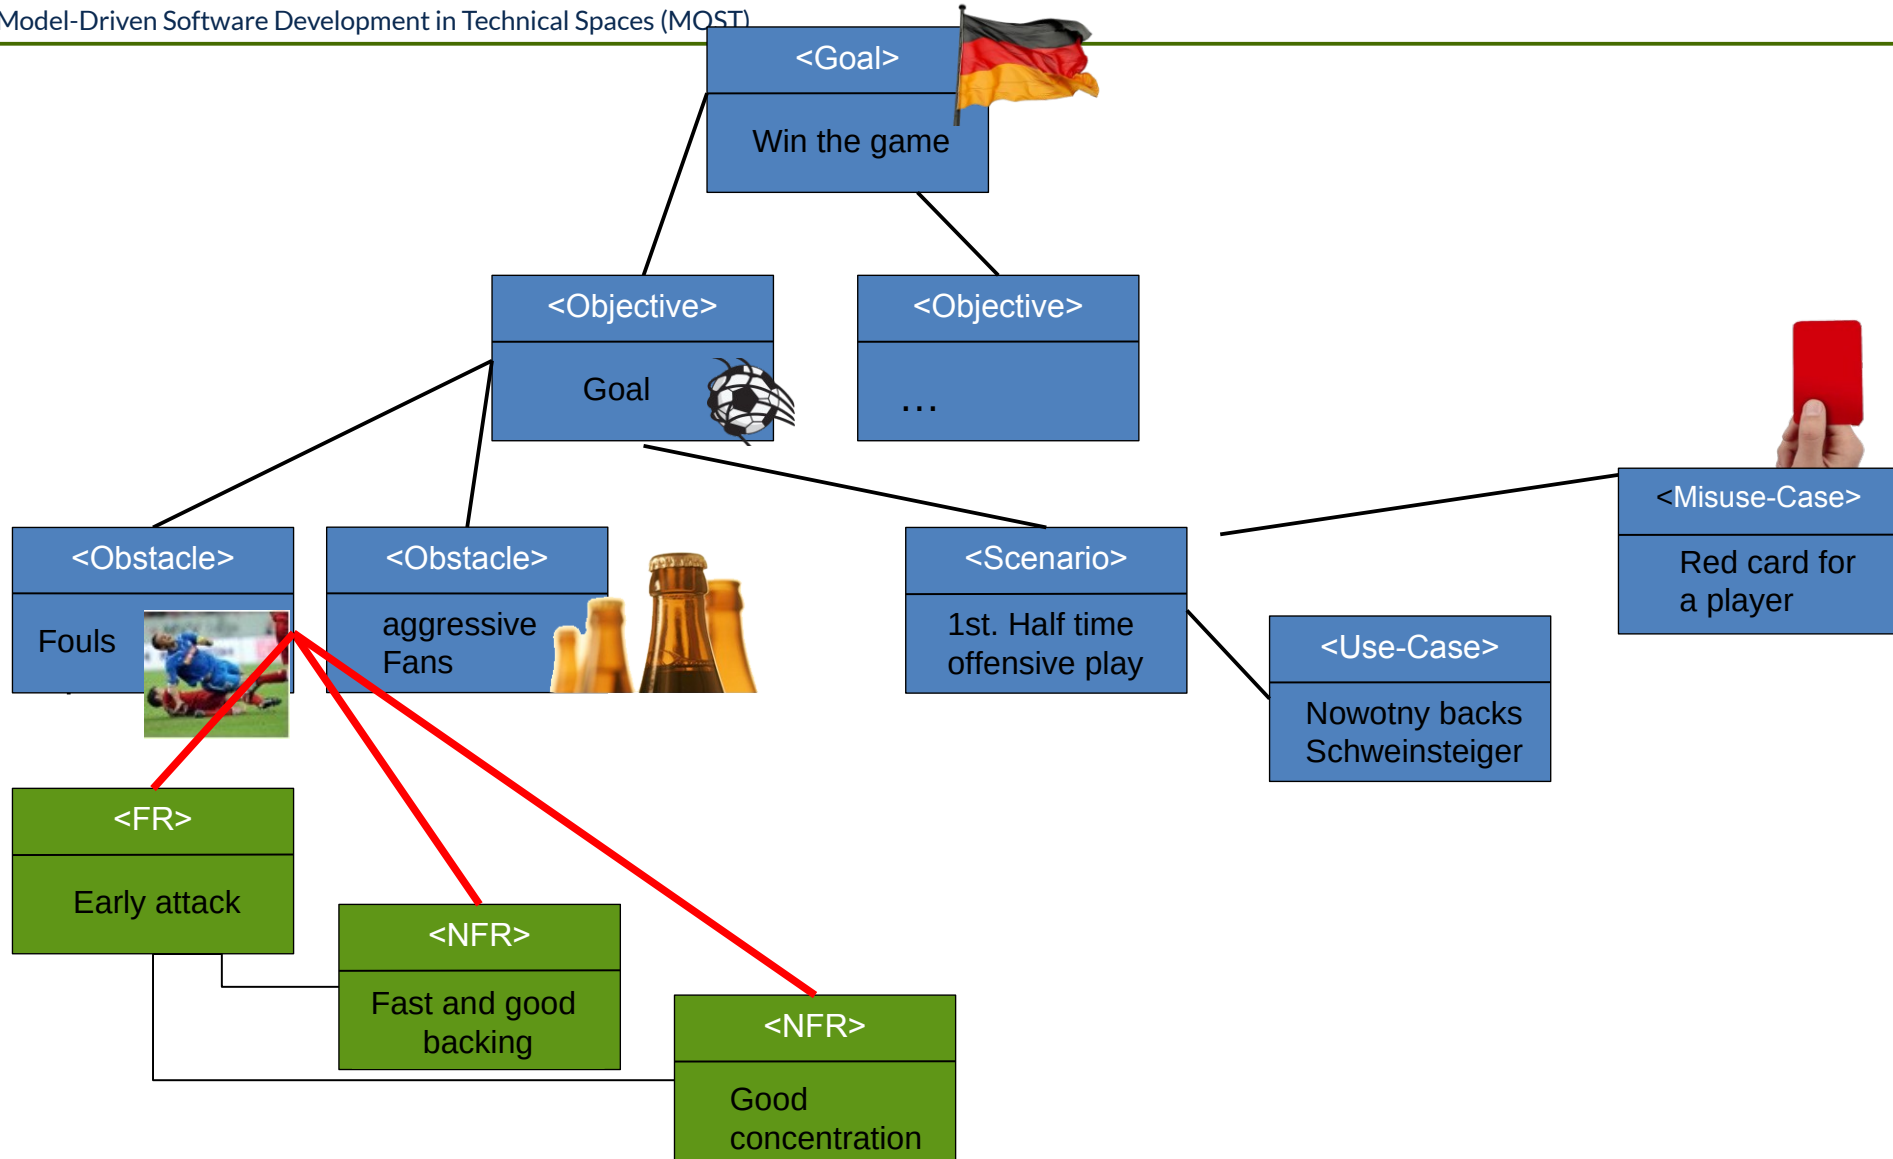 Model-Driven Software Development in Technical Spaces (MOST)
<Goal>
Win the game
<Objective>
Goal
<Objective>
...
<Misuse-Case>
Red card for
a player
<Obstacle>
Fouls
<Obstacle>
aggressive
Fans
<Scenario>
1st. Half time
offensive play
<Use-Case>
Nowotny backs
Schweinsteiger
<FR>
Early attack
<NFR>
Fast and good
backing
<NFR>
Good
concentration